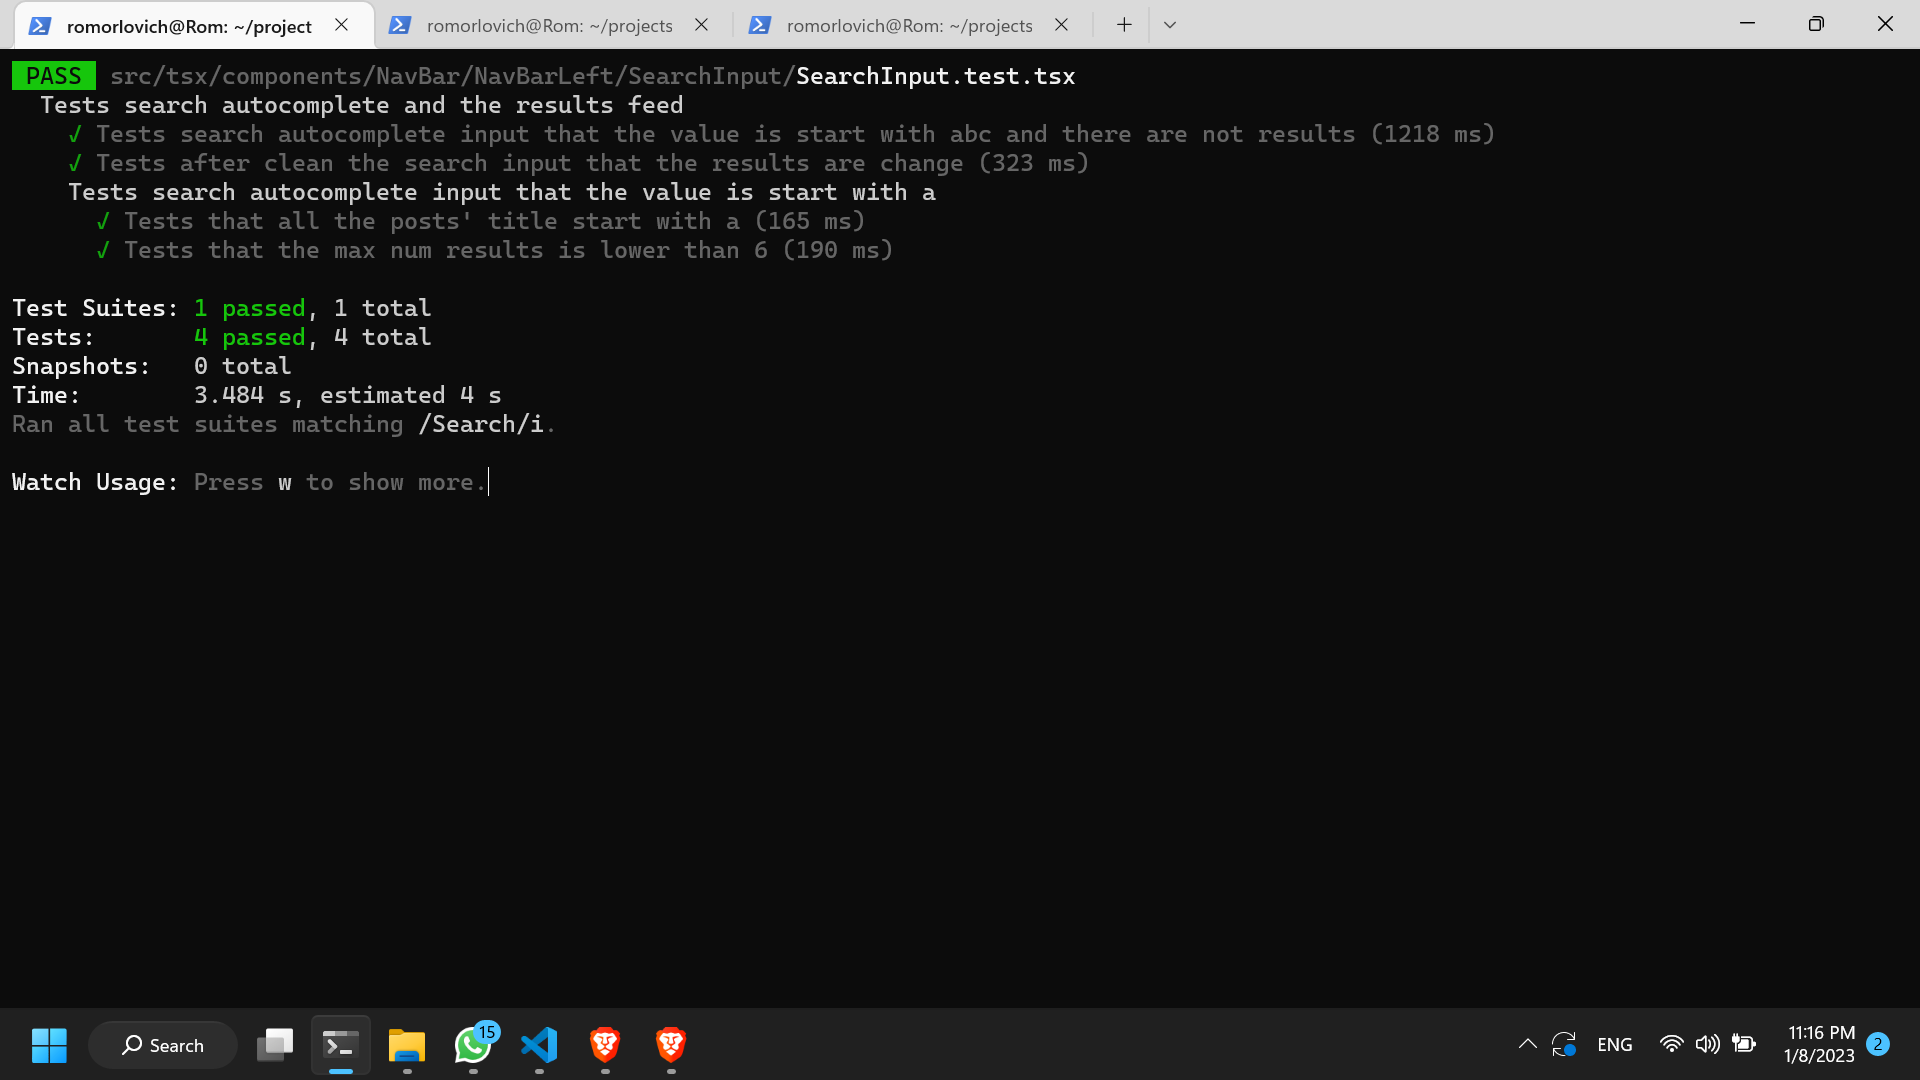 romorlovich@Rom: ~/project
romorlovich@Rom: ~/projects
romorlovich@Rom: ~/projects
PASS src/tsx/components/NavBar/NavBarLeft/SearchInput/SearchInput.test.tsx
Tests search autocomplete and the results feed
√ Tests search autocomplete input that the value is start with abc and there are not results (1218 ms)
√ Tests after clean the search input that the results are change (323 ms)
Tests search autocomplete input that the value is start with a
√ Tests that all the posts' title start with a (165 ms)
√ Tests that the max num results is lower than 6 (190 ms)
Test Suites: 1 passed, 1 total
Tests: 4 passed, 4 total
Snapshots: 0 total
Time: 3.484 s, estimated 4 s
Ran all test suites matching /Search/i.
Watch Usage: Press w to show more.
Search
15
ENG
11:16 PM
1/8/2023
2